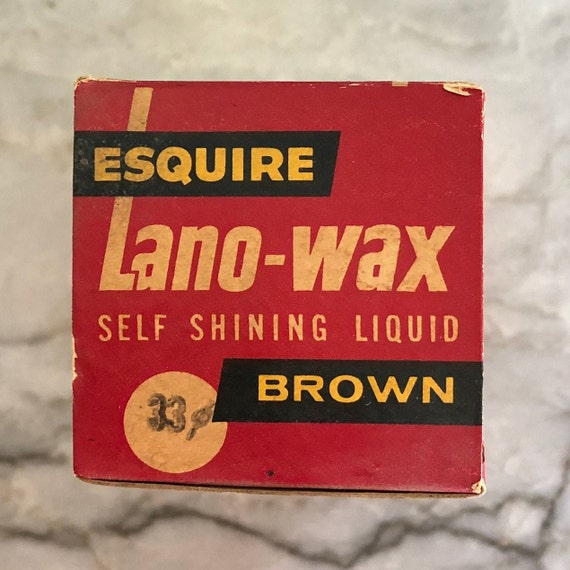 ESQUIRE
Lano-wax
SELF SHINING LIQUID
BROWN
33¢